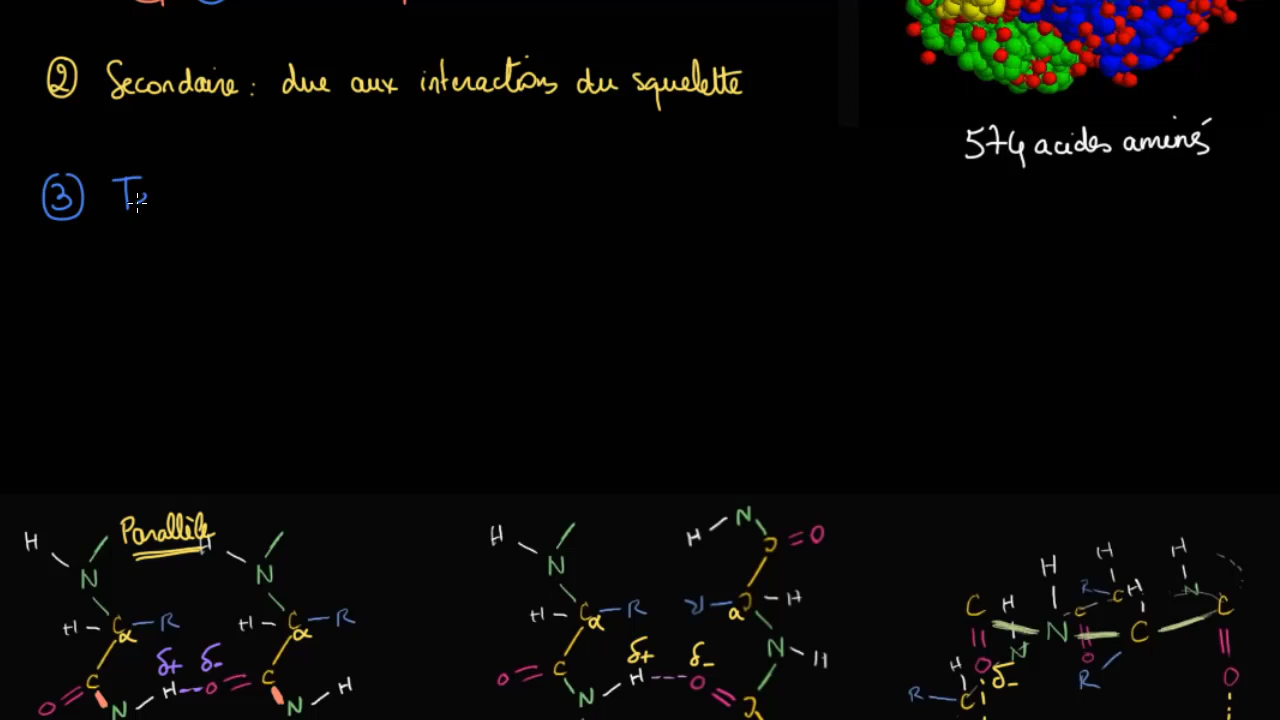 ② Secondaire : due aux interactions du squelette
574 acides aminés
③ T
Parallèle
H H N O
H N N H N C O H H H N
H C α R H C α R H C α R R C α H C H N C C R C H C
δ+ δ- δ+ δ- N H O N R
O C N H O C N H O C N H O C R C H δ- O